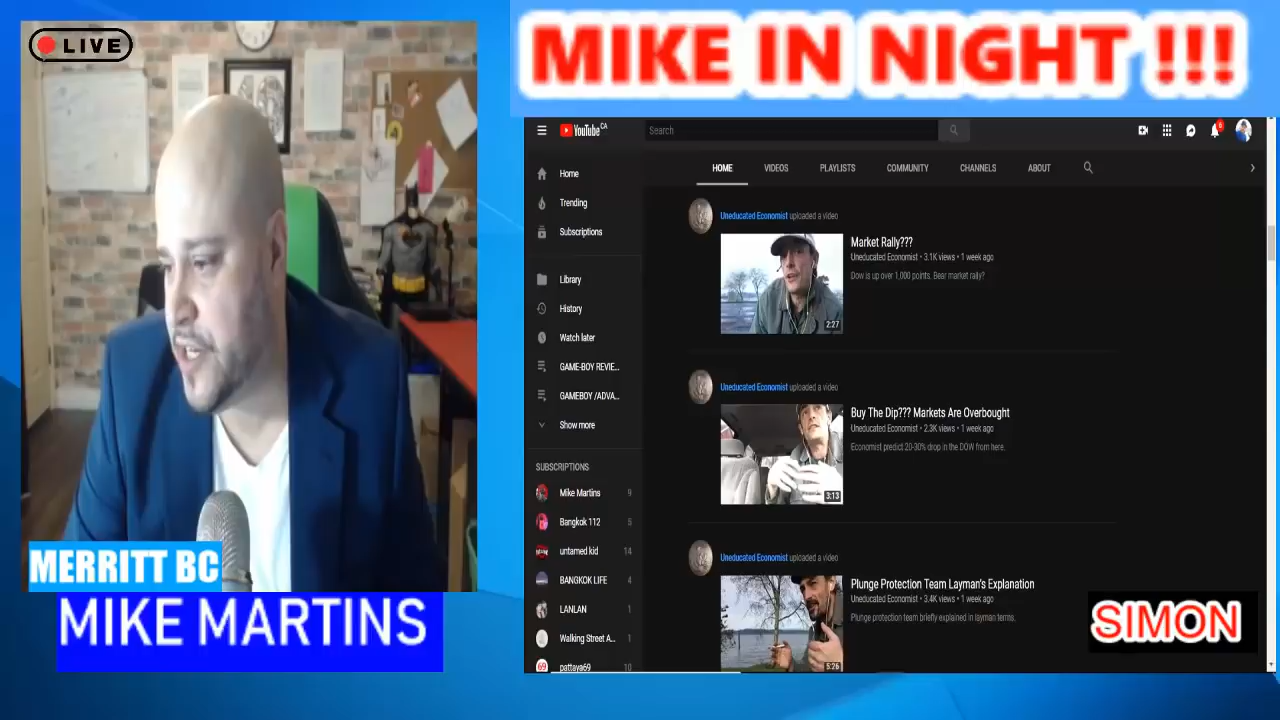 LIVE
MERRITT BC
MIKE MARTINS
MIKE IN NIGHT !!!
YouTube CA
Search
6
HOME
VIDEOS
PLAYLISTS
COMMUNITY
CHANNELS
ABOUT
Home
Trending
Subscriptions
Library
History
Watch later
GAME-BOY REVIE...
GAMEBOY /ADVA...
Show more
SUBSCRIPTIONS
Mike Martins 9
Bangkok 112 5
untamed kid 14
BANGKOK LIFE 4
LANLAN 1
Walking Street A... 1
pattaya69 10
Uneducated Economist uploaded a video
Market Rally???
Uneducated Economist • 3.1K views • 1 week ago
Dow is up over 1,000 points. Bear market rally?
2:27
Uneducated Economist uploaded a video
Buy The Dip??? Markets Are Overbought
Uneducated Economist • 2.3K views • 1 week ago
Economist predict 20-30% drop in the DOW from here.
3:13
Uneducated Economist uploaded a video
Plunge Protection Team Layman's Explanation
Uneducated Economist • 3.4K views • 1 week ago
Plunge protection team briefly explained in layman terms.
5:26
SIMON